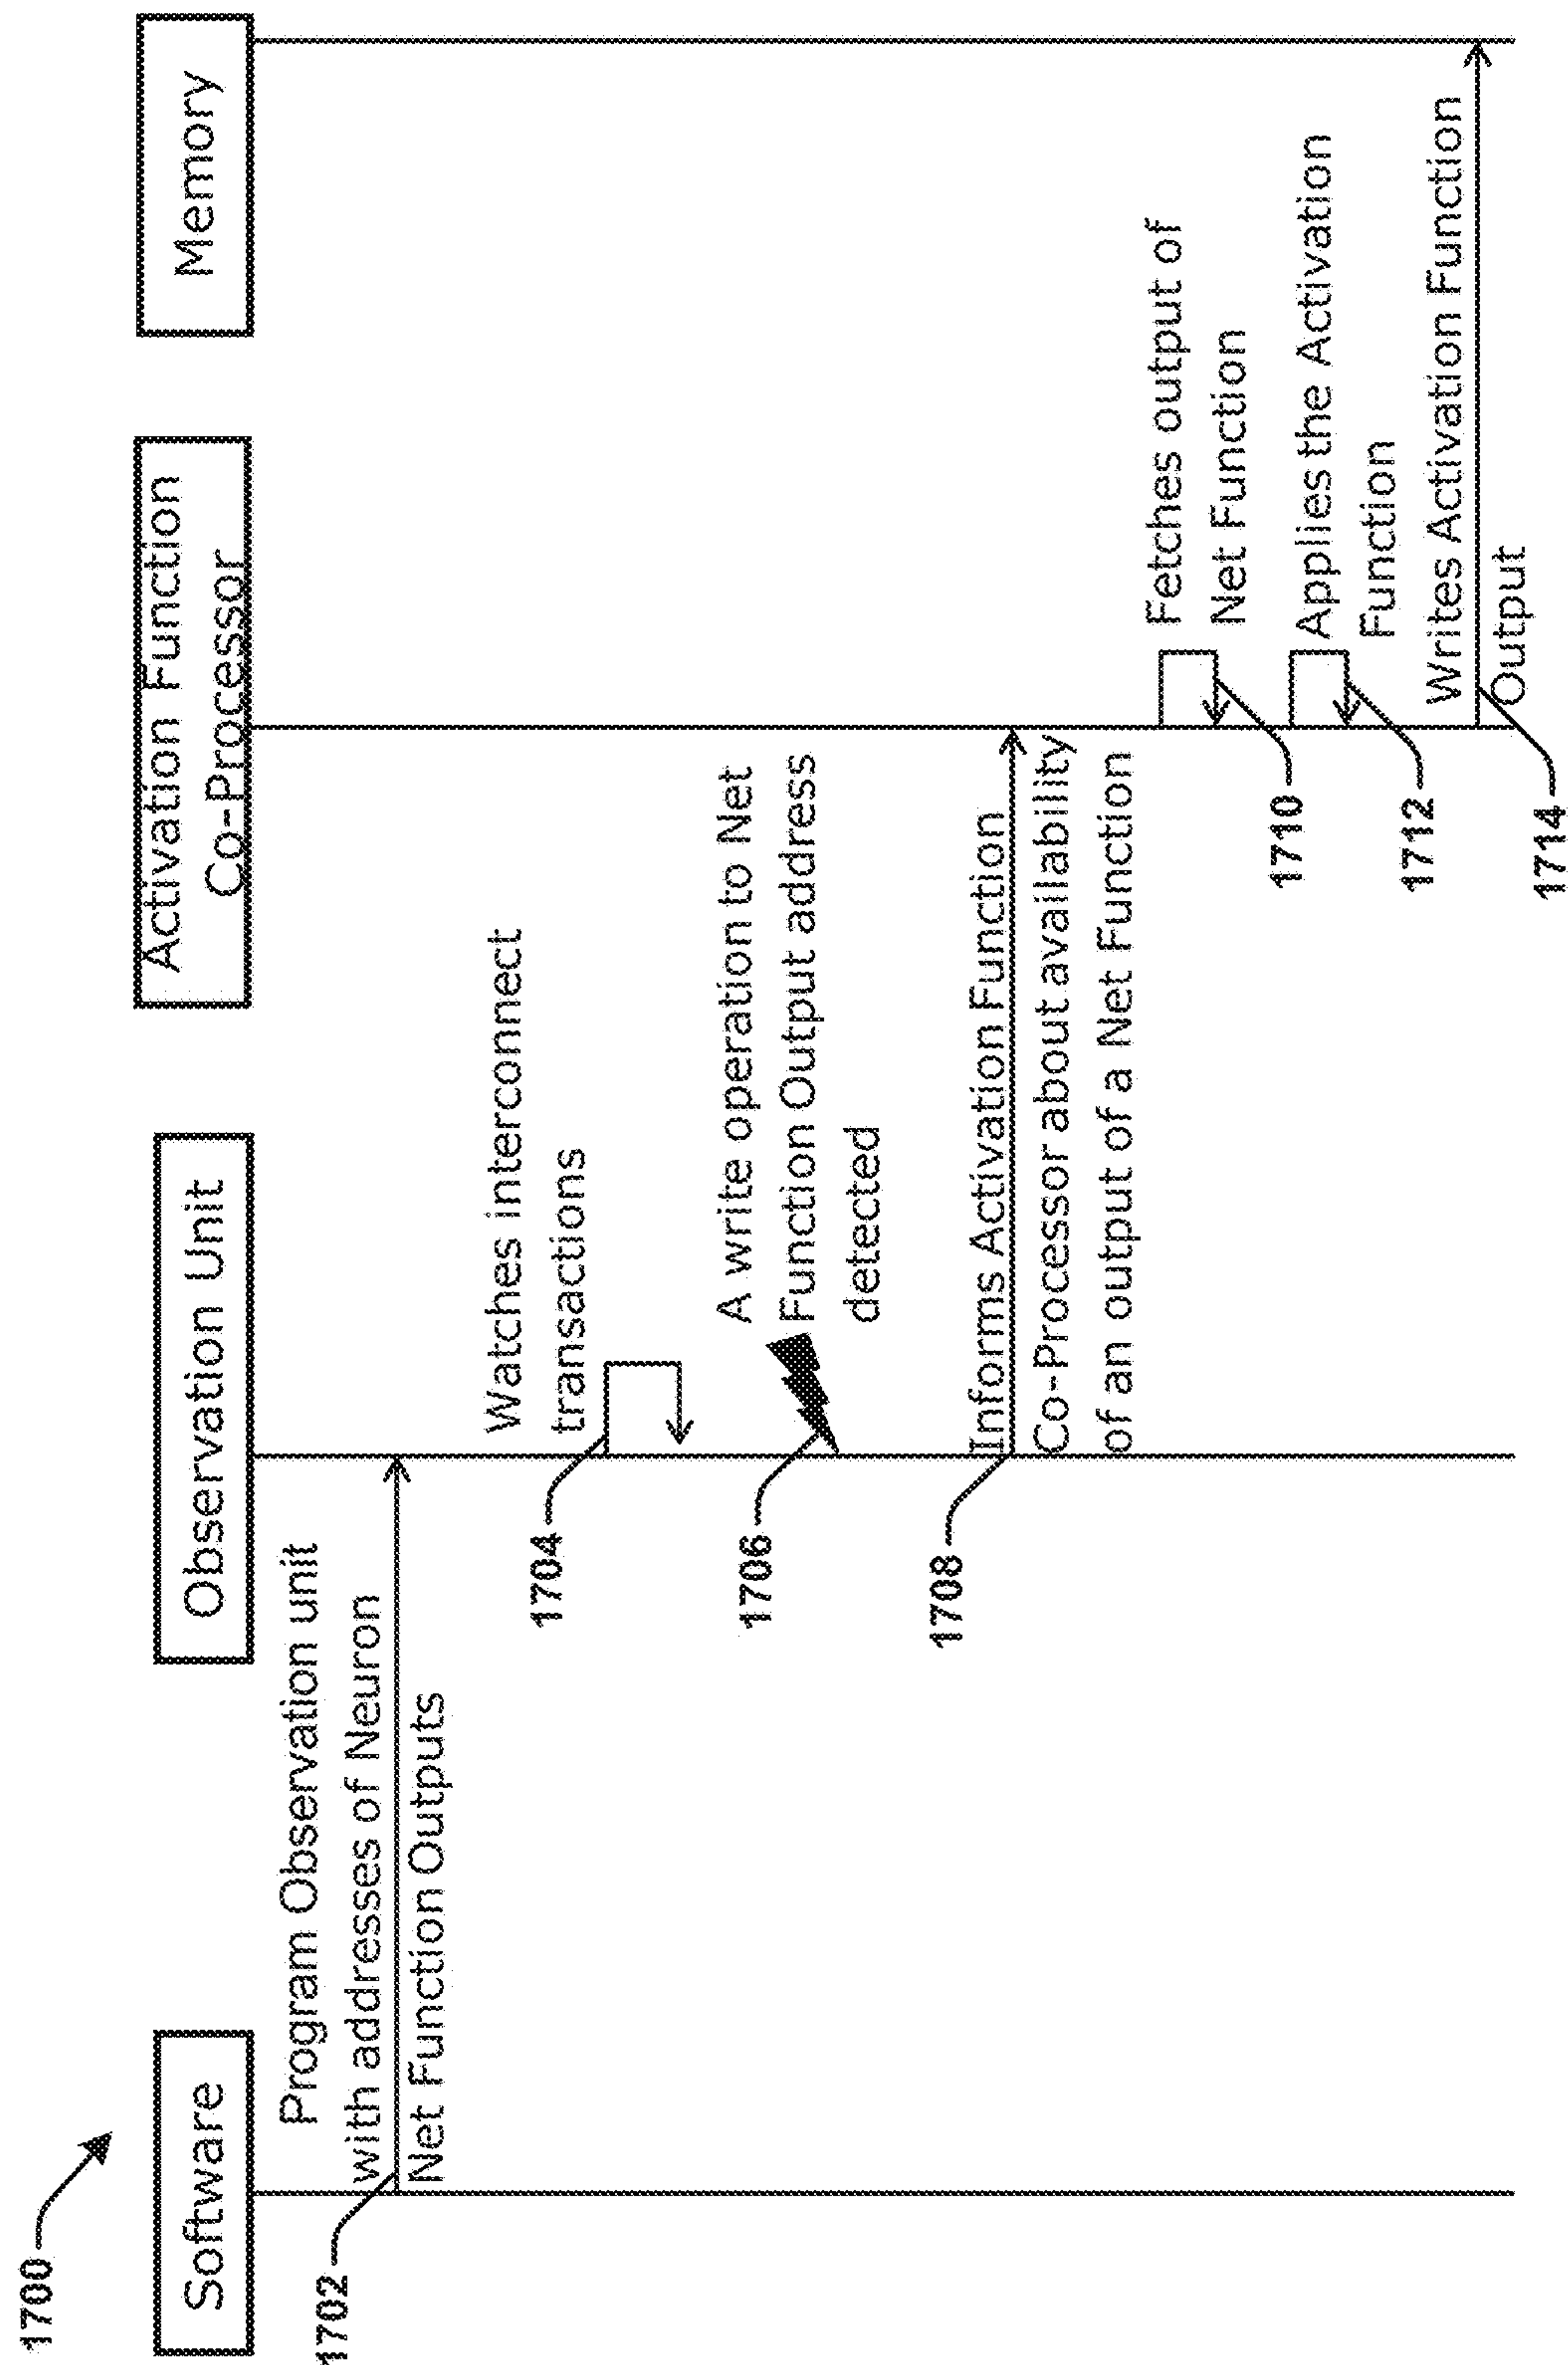 1700
Software
Observation Unit
Activation Function
Co-Processor
Memory
1702
Program Observation unit
with addresses of Neuron
Net Function Outputs
1704
Watches interconnect
transactions
1706
A write operation to Net
Function Output address
detected
1708
Informs Activation Function
Co-Processor about availability
of an output of a Net Function
1710
Fetches output of
Net Function
1712
Applies the Activation
Function
1714
Writes Activation Function
Output